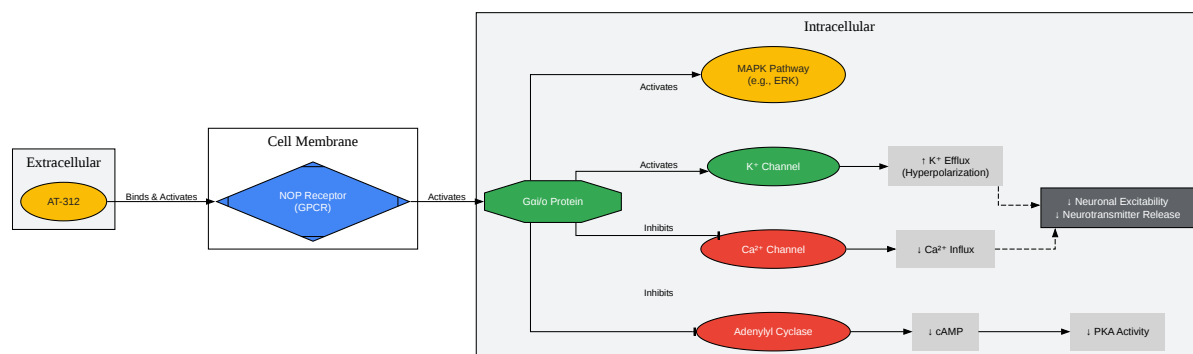 Intracellular
MAPK Pathway
(e.g., ERK)
Activates
Cell Membrane
Extracellular
AT-312
Binds & Activates
NOP Receptor
(GPCR)
Activates
Gαi/o Protein
Activates
K⁺ Channel
↑ K⁺ Efflux
(Hyperpolarization)
↓ Neuronal Excitability
↓ Neurotransmitter Release
Inhibits
Ca²⁺ Channel
↓ Ca²⁺ Influx
Inhibits
Adenylyl Cyclase
↓ cAMP
↓ PKA Activity